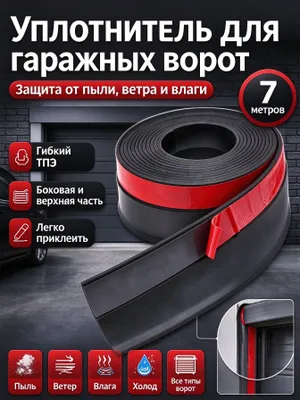 Уплотнитель для
гаражных ворот
Защита от пыли, ветра и влаги
7
метров
Гибкий
ТПЭ
Боковая и
верхняя часть
Легко
приклеить
Пыль
Ветер
Влага
Холод
Все типы
ворот